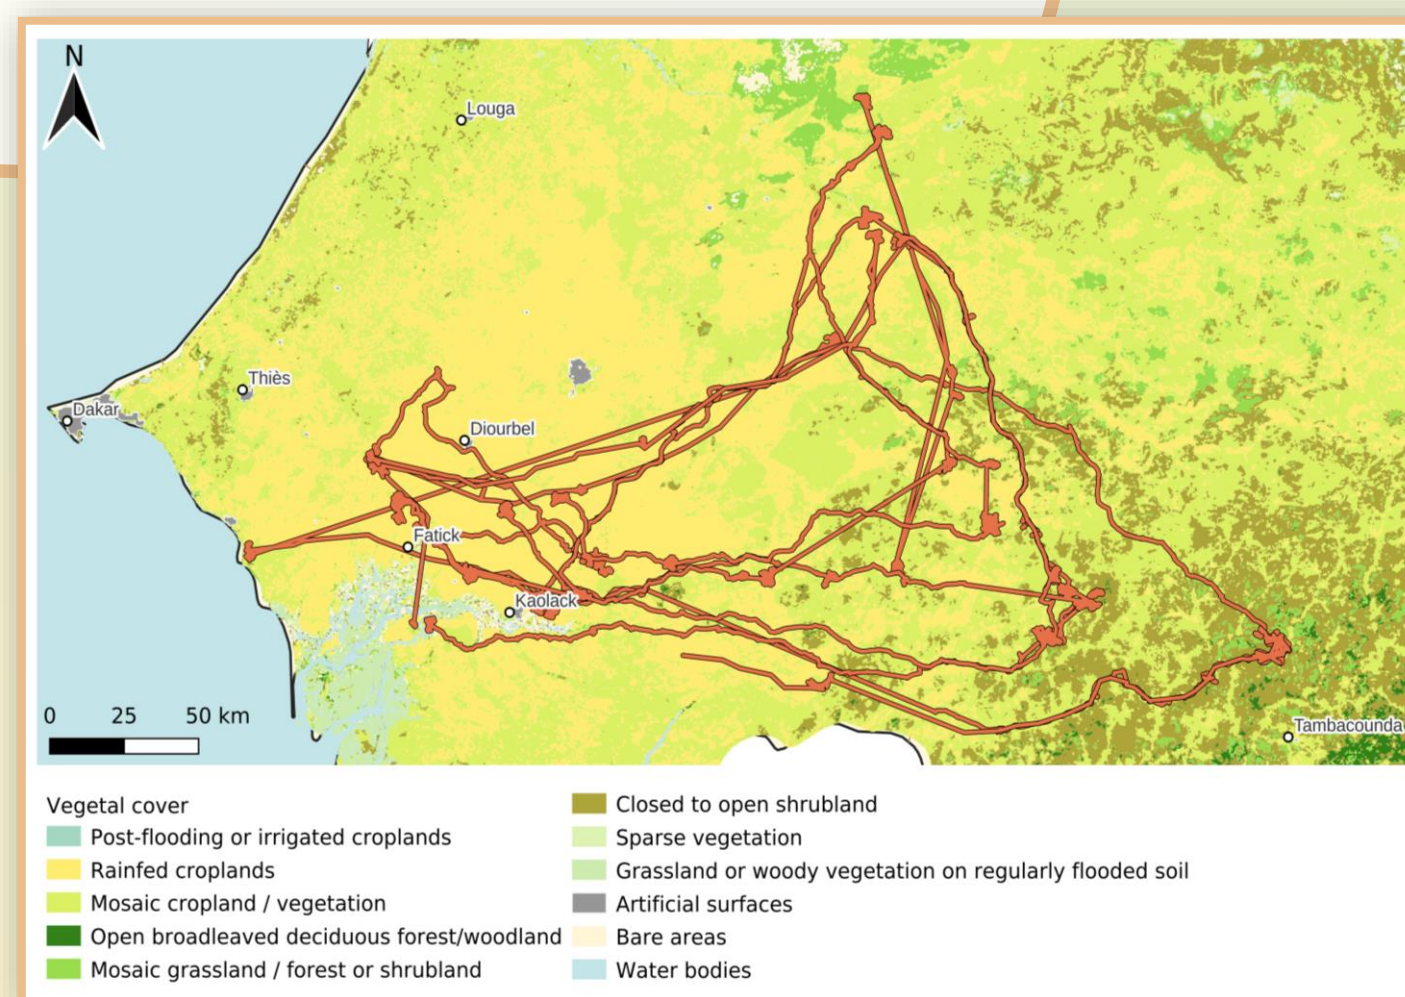 N
Louga
Thiès
Dakar
Diourbel
Fatick
Kaolack
Tambacounda
0 25 50 km
Vegetal cover
Post-flooding or irrigated croplands
Rainfed croplands
Mosaic cropland / vegetation
Open broadleaved deciduous forest/woodland
Mosaic grassland / forest or shrubland
Closed to open shrubland
Sparse vegetation
Grassland or woody vegetation on regularly flooded soil
Artificial surfaces
Bare areas
Water bodies